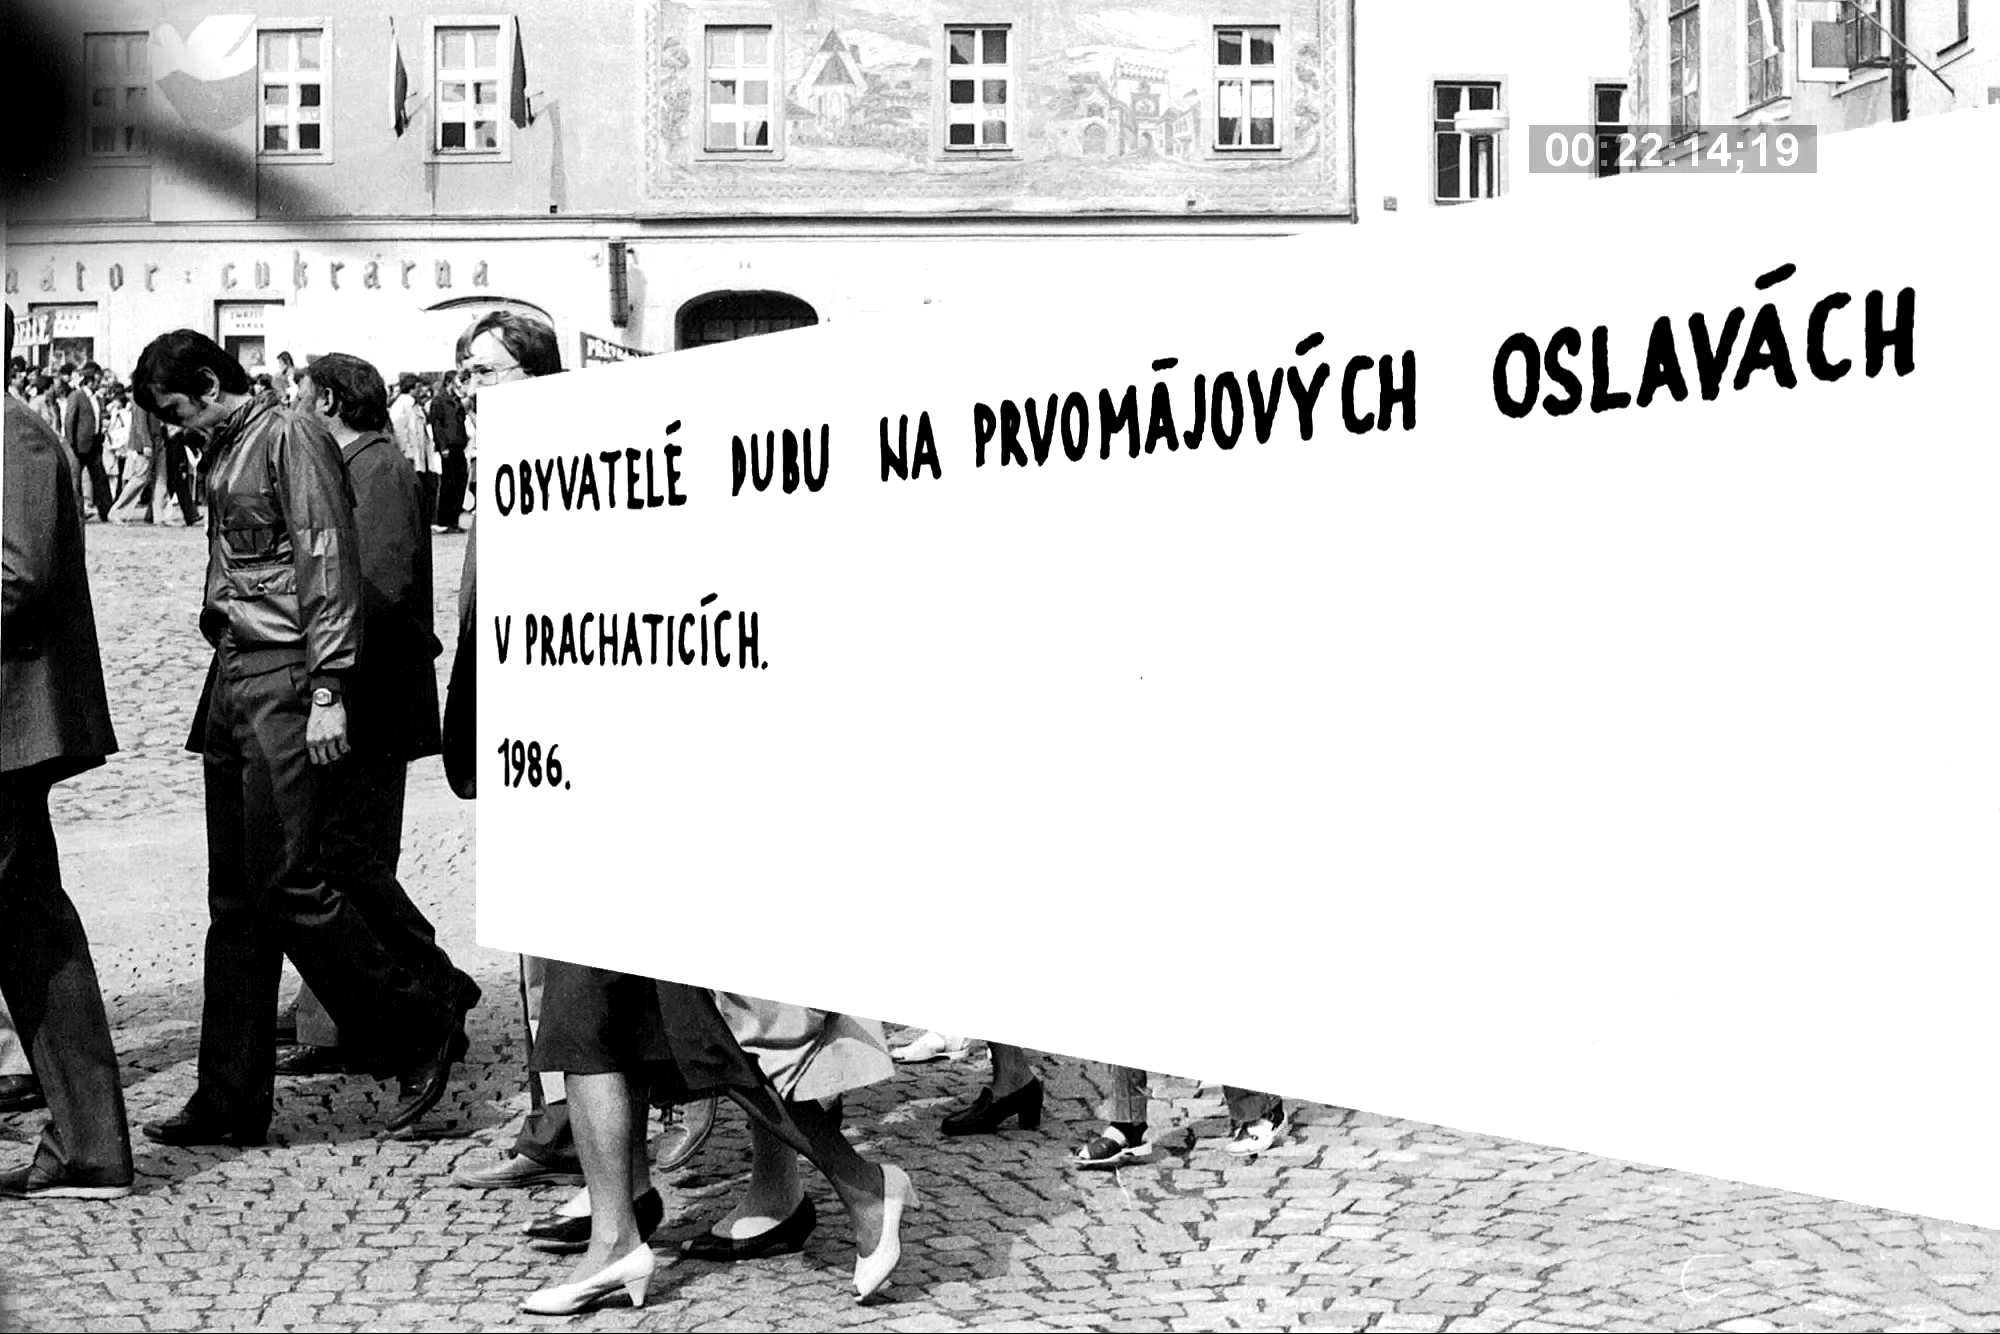 00:22:14;19
cukrárna
OBYVATELÉ DUBU NA PRVOMÁJOVÝCH OSLAVÁCH
V PRACHATICÍCH.
1986.